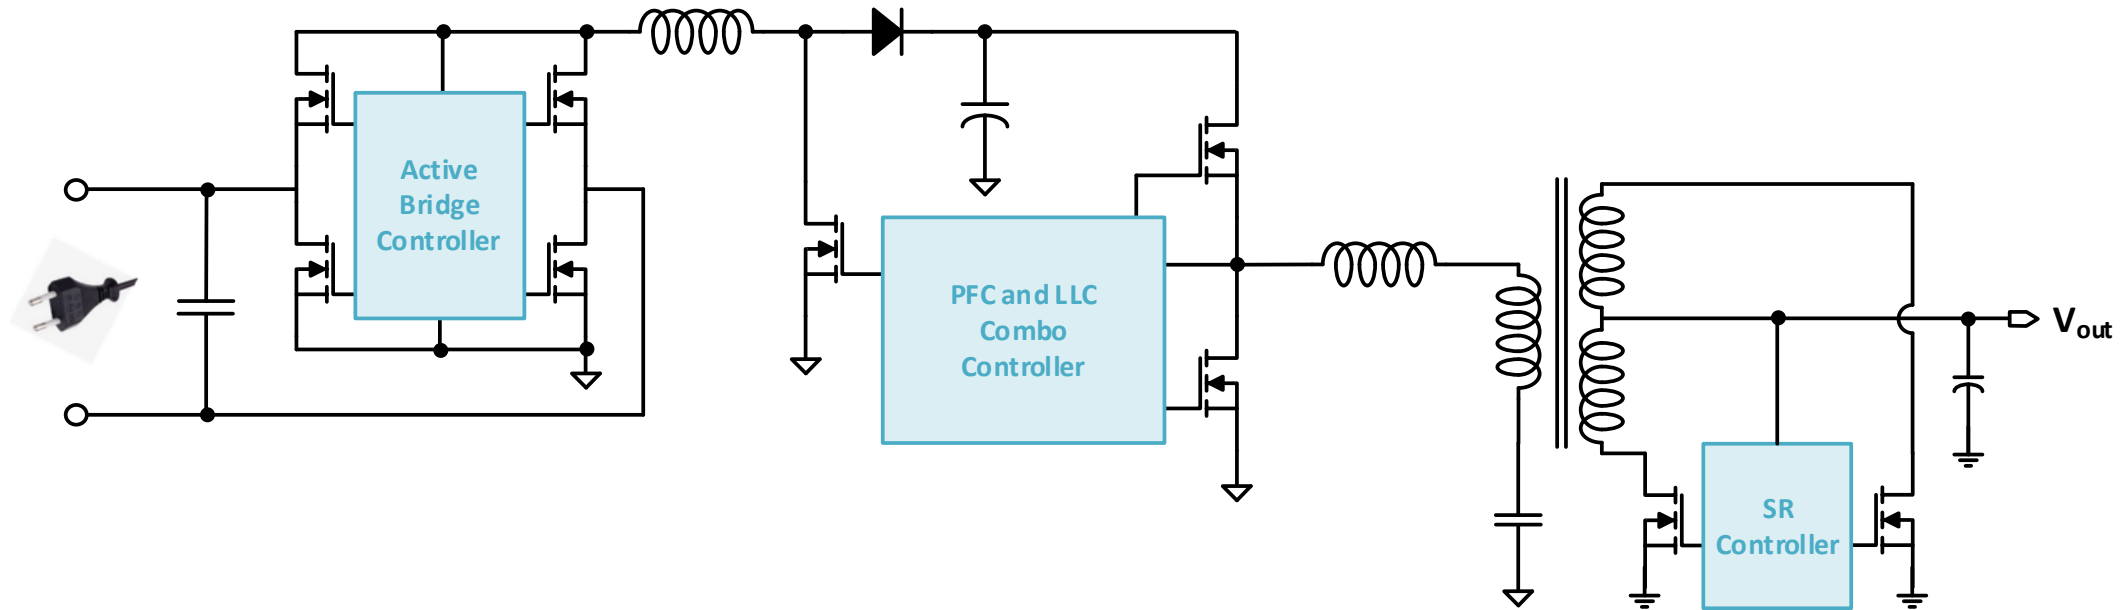 Active
Bridge
Controller
PFC and LLC
Combo
Controller
Vout
SR
Controller